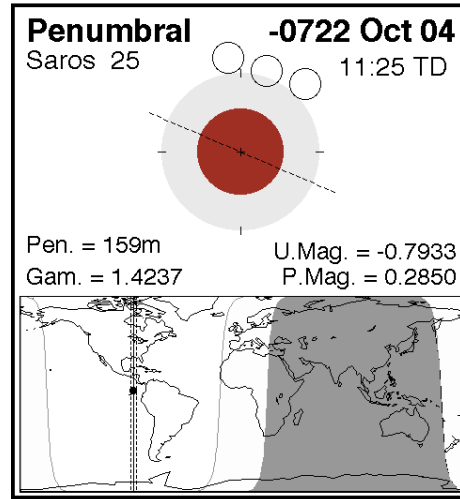 Penumbral -0722 Oct 04
Saros 25 11:25 TD
Pen. = 159m U.Mag. = -0.7933
Gam. = 1.4237 P.Mag. = 0.2850